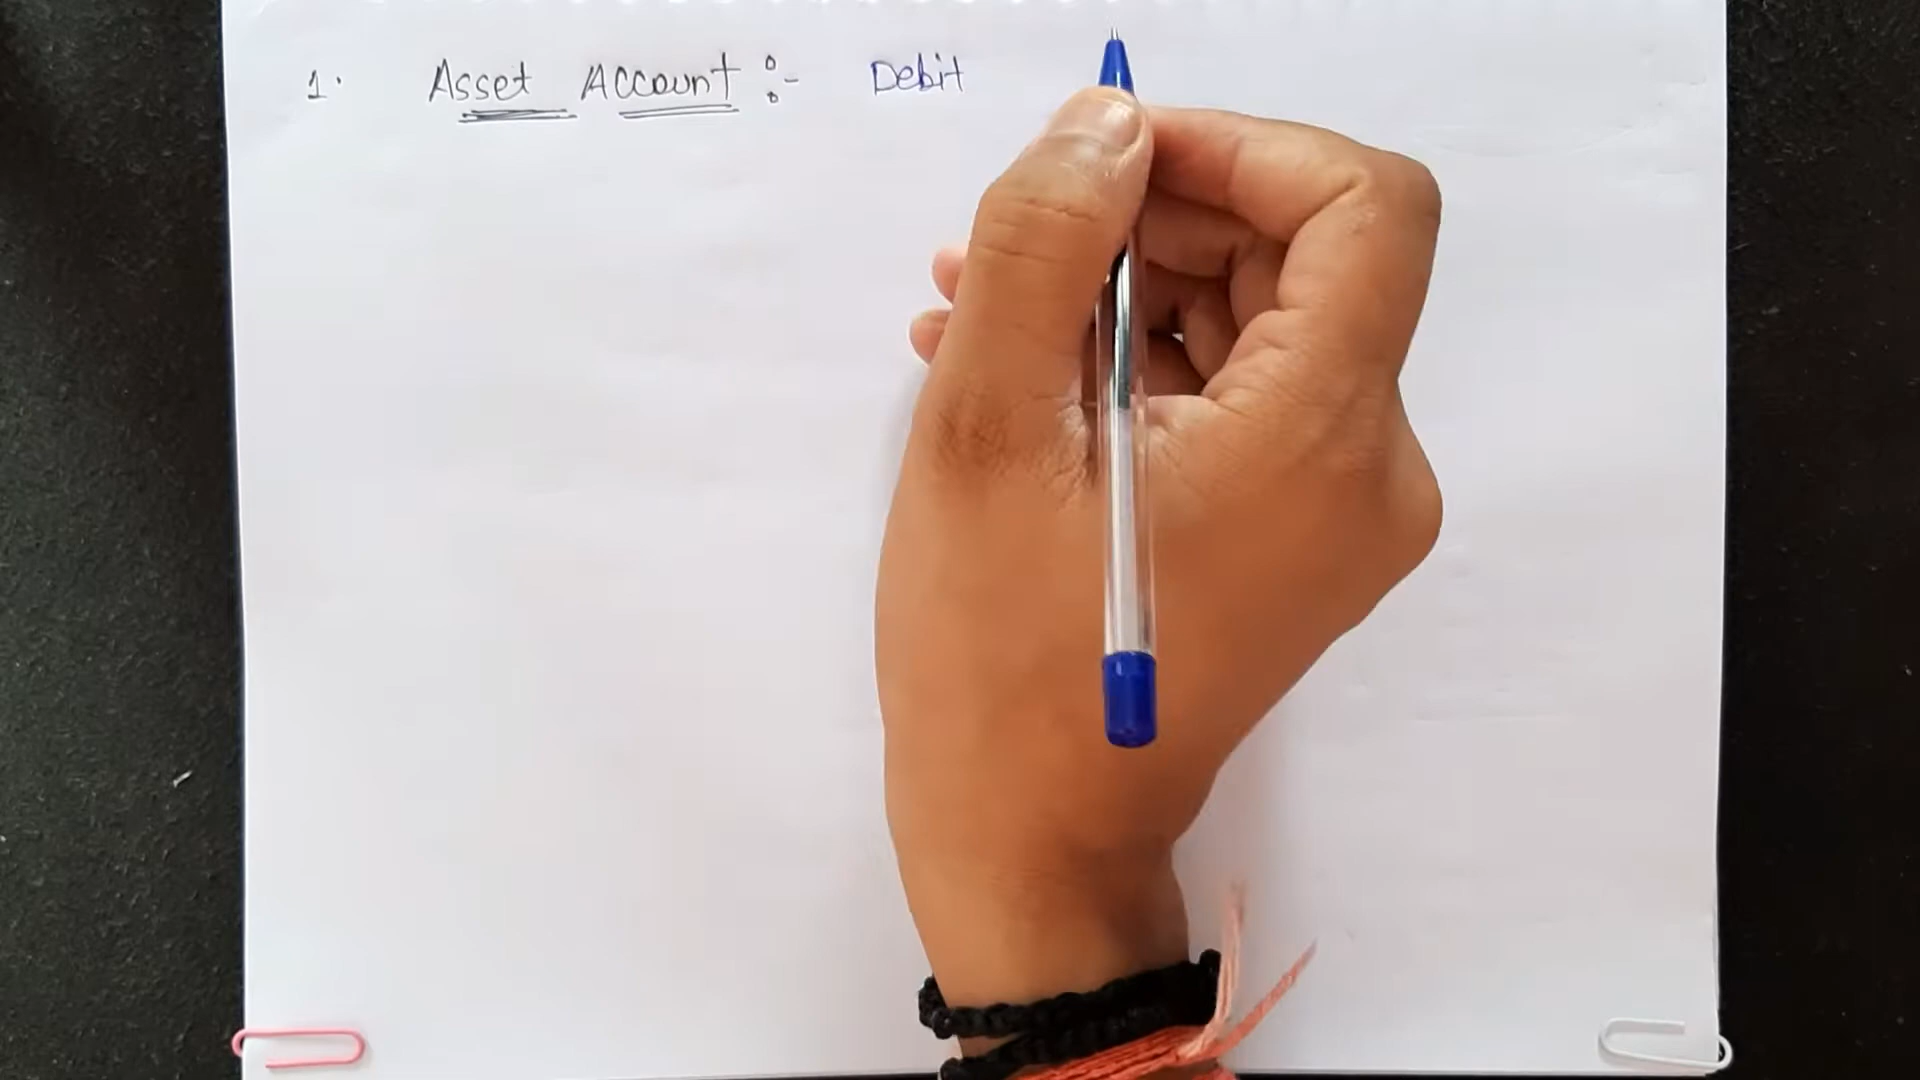 1. Asset Account :- Debit